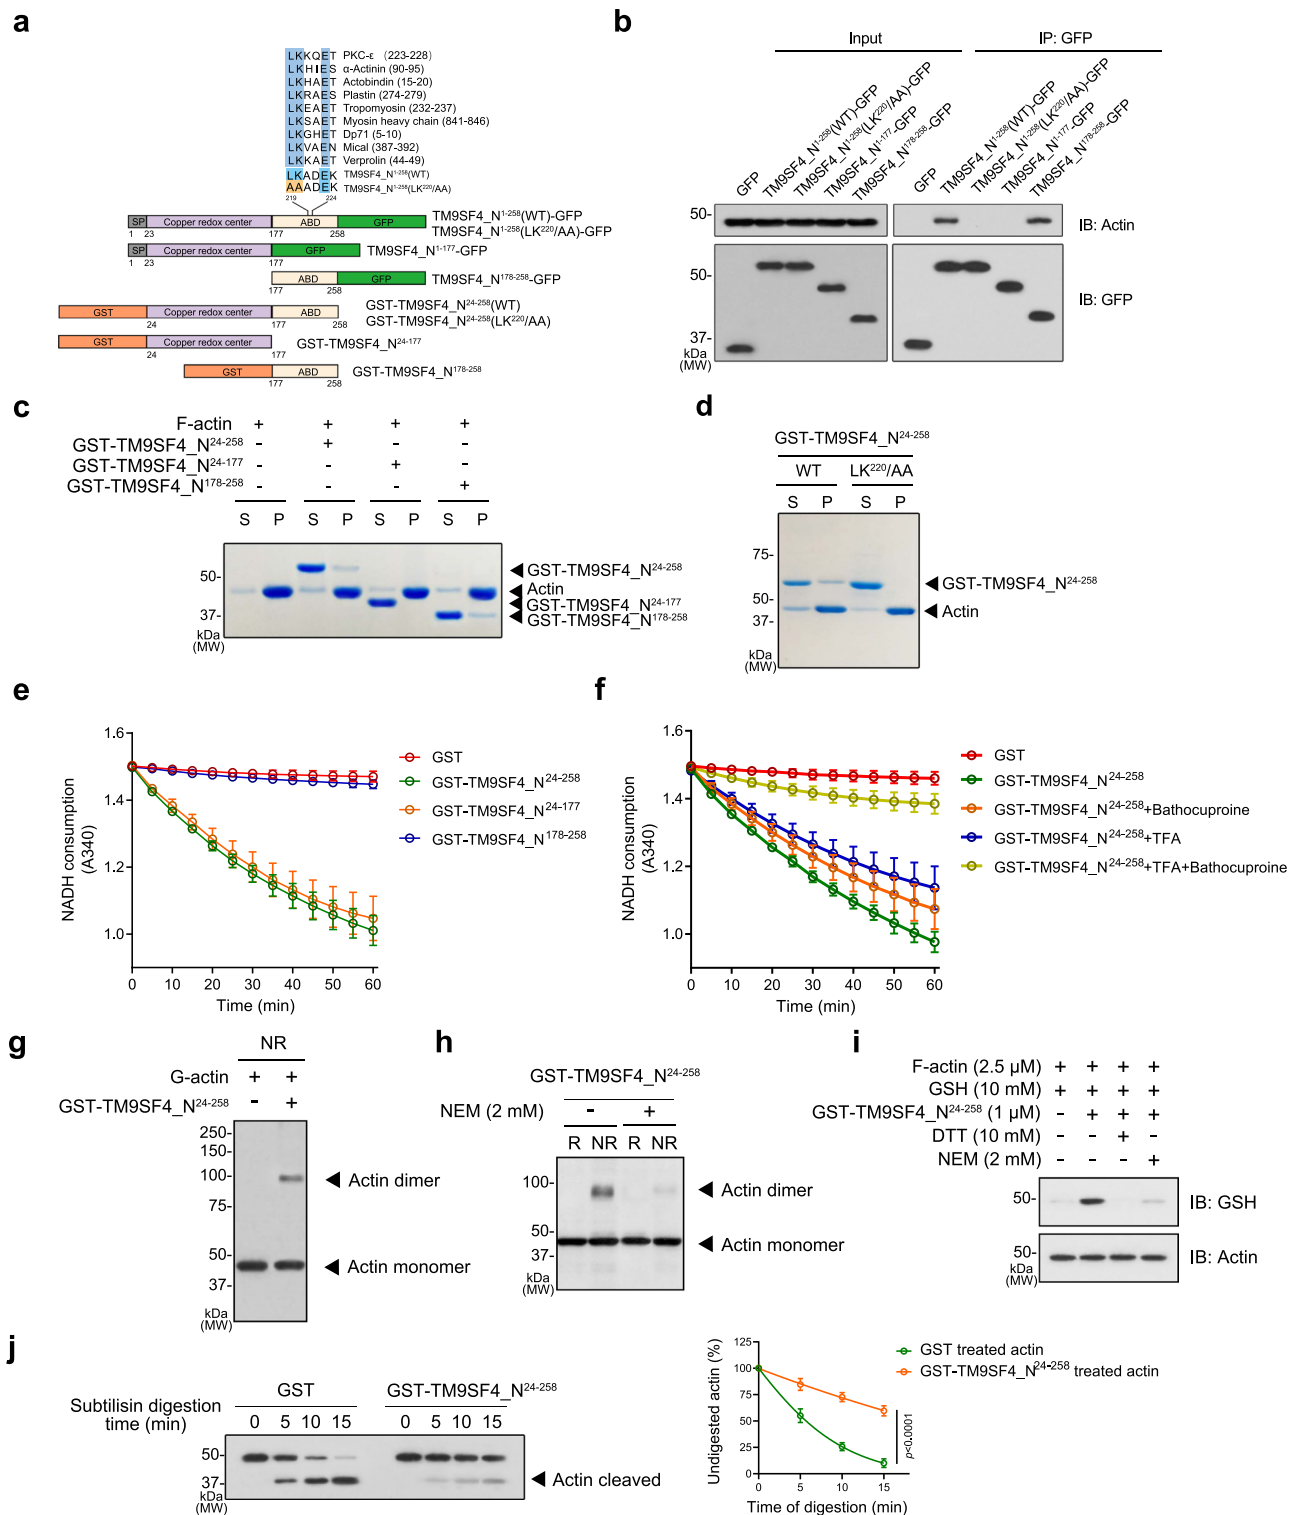 a
LKKQET PKC-ε (223-228)
LKHIES α-Actinin (90-95)
LKHAET Actobindin (15-20)
LKRAES Plastin (274-279)
LKEAET Tropomyosin (232-237)
LKSAET Myosin heavy chain (841-846)
LKGHET Dp71 (5-10)
LKVAEN Mical (387-392)
LKKAET Verprolin (44-49)
LKADEK TM9SF4_N1-258(WT)
AAADEK TM9SF4_N1-258(LK220/AA)
219 224
SP Copper redox center ABD GFP TM9SF4_N1-258(WT)-GFP
1 23 177 258 TM9SF4_N1-258(LK220/AA)-GFP
SP Copper redox center GFP TM9SF4_N1-177-GFP
1 23 177
ABD GFP TM9SF4_N178-258-GFP
177 258
GST Copper redox center ABD GST-TM9SF4_N24-258(WT)
24 177 258 GST-TM9SF4_N24-258(LK220/AA)
GST Copper redox center GST-TM9SF4_N24-177
24 177
GST ABD GST-TM9SF4_N178-258
177 258
b
Input IP: GFP
GFP TM9SF4_N1-258(WT)-GFP TM9SF4_N1-258(LK220/AA)-GFP TM9SF4_N1-177-GFP TM9SF4_N178-258-GFP GFP TM9SF4_N1-258(WT)-GFP TM9SF4_N1-258(LK220/AA)-GFP TM9SF4_N1-177-GFP TM9SF4_N178-258-GFP
50- 50- IB: Actin
50- 50- IB: GFP
37- 37-
kDa kDa
(MW) (MW)
c
F-actin + + + +
GST-TM9SF4_N24-258 - + - -
GST-TM9SF4_N24-177 - - + -
GST-TM9SF4_N178-258 - - - +
S P S P S P S P
50- GST-TM9SF4_N24-258
Actin
GST-TM9SF4_N24-177
37- GST-TM9SF4_N178-258
kDa
(MW)
d
GST-TM9SF4_N24-258
WT LK220/AA
S P S P
75-
GST-TM9SF4_N24-258
50-
Actin
37-
kDa
(MW)
e
NADH consumption
(A340)
1.6
1.4
1.2
1.0
0 10 20 30 40 50 60
Time (min)
GST
GST-TM9SF4_N24-258
GST-TM9SF4_N24-177
GST-TM9SF4_N178-258
f
NADH consumption
(A340)
1.6
1.4
1.2
1.0
0 10 20 30 40 50 60
Time (min)
GST
GST-TM9SF4_N24-258
GST-TM9SF4_N24-258+Bathocuproine
GST-TM9SF4_N24-258+TFA
GST-TM9SF4_N24-258+TFA+Bathocuproine
g
NR
G-actin + +
GST-TM9SF4_N24-258 - +
250-
150-
100- Actin dimer
75-
50- Actin monomer
37-
kDa
(MW)
h
GST-TM9SF4_N24-258
NEM (2 mM) - +
R NR R NR
100- Actin dimer
50- Actin monomer
37-
kDa
(MW)
i
F-actin (2.5 μM) + + + +
GSH (10 mM) + + + +
GST-TM9SF4_N24-258 (1 μM) - + + +
DTT (10 mM) - - + -
NEM (2 mM) - - - +
50- IB: GSH
50- IB: Actin
kDa
(MW)
j
GST GST-TM9SF4_N24-258
Subtilisin digestion
time (min) 0 5 10 15 0 5 10 15
50-
37- Actin cleaved
kDa
(MW)
Undigested actin (%)
125
100
75
50
25
0
0 5 10 15
Time of digestion (min)
GST treated actin
GST-TM9SF4_N24-258 treated actin
p<0.0001